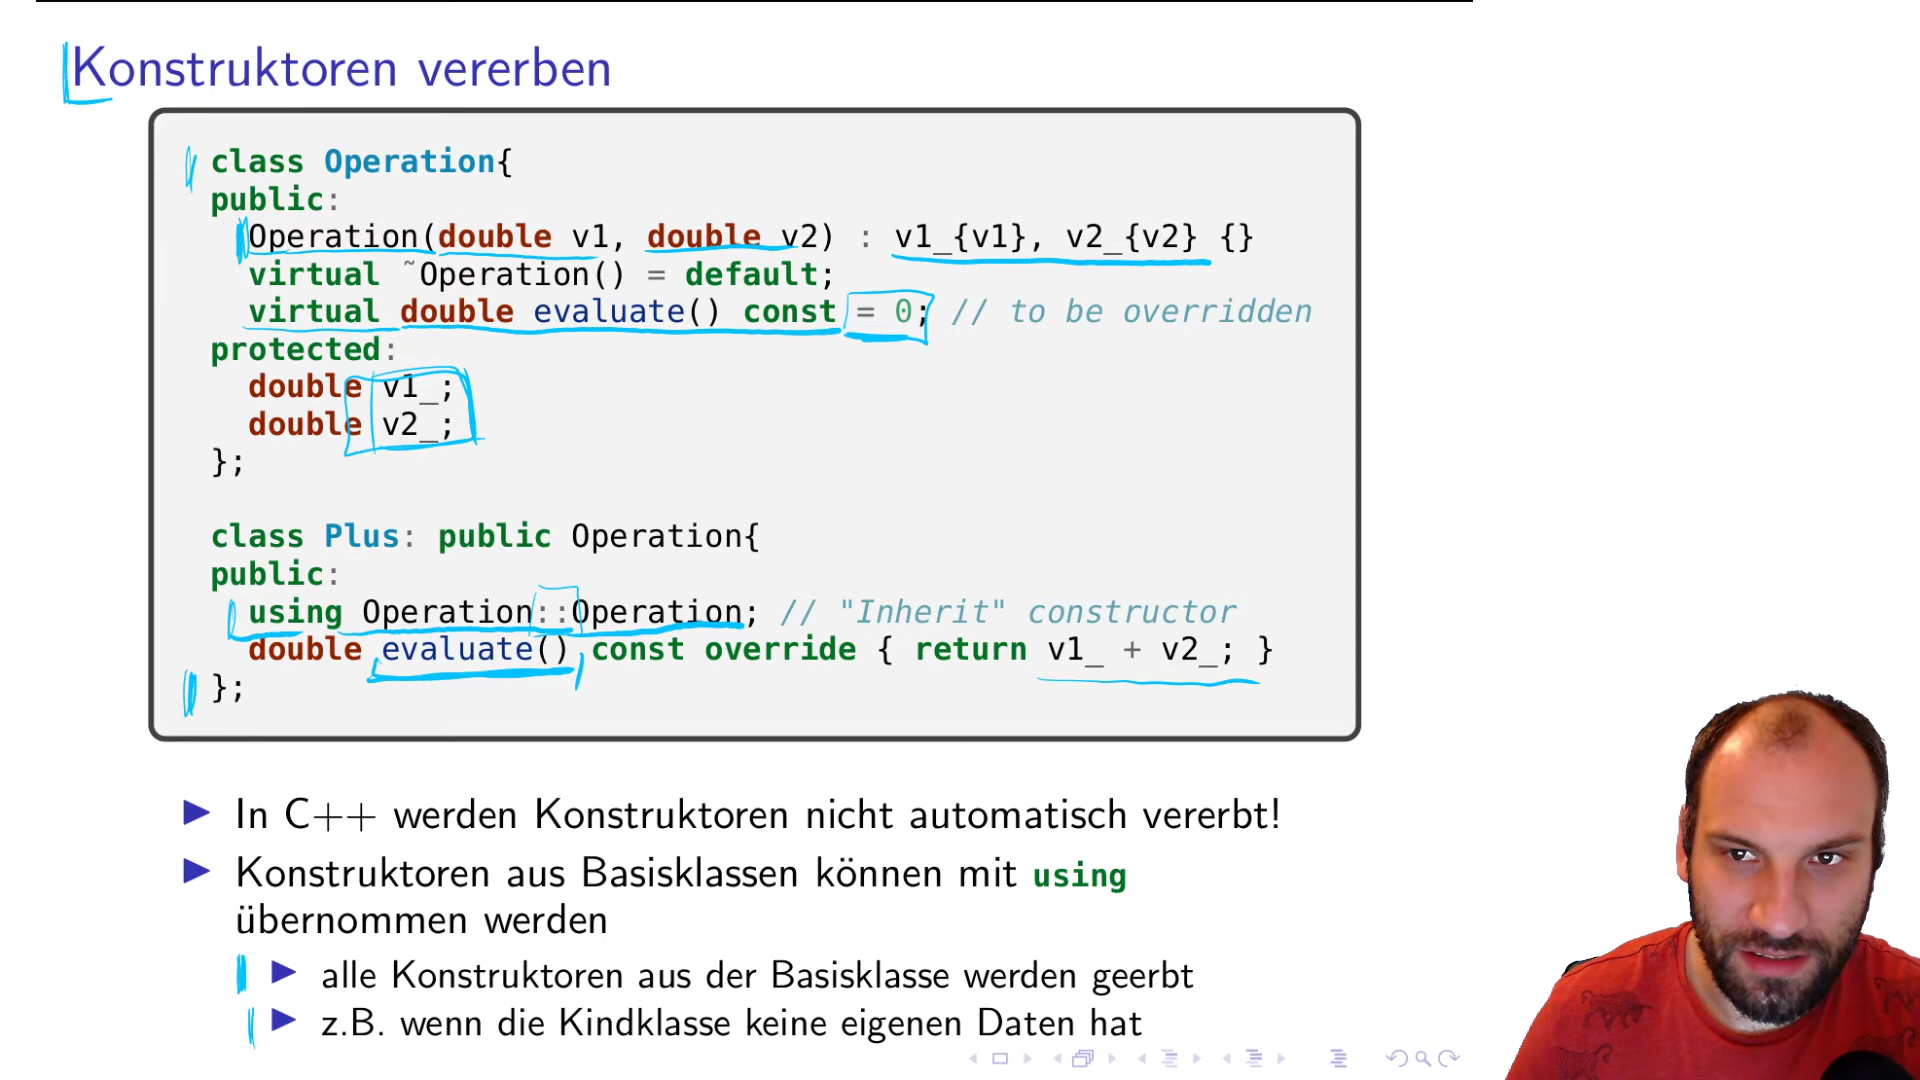 Konstruktoren vererben
class Operation{
public:
Operation(double v1, double v2) : v1_{v1}, v2_{v2} {}
virtual ~Operation() = default;
virtual double evaluate() const = 0; // to be overridden
protected:
double v1_;
double v2_;
};
class Plus: public Operation{
public:
using Operation::Operation; // "Inherit" constructor
double evaluate() const override { return v1_ + v2_; }
};
In C++ werden Konstruktoren nicht automatisch vererbt!
Konstruktoren aus Basisklassen können mit using
übernommen werden
alle Konstruktoren aus der Basisklasse werden geerbt
z.B. wenn die Kindklasse keine eigenen Daten hat